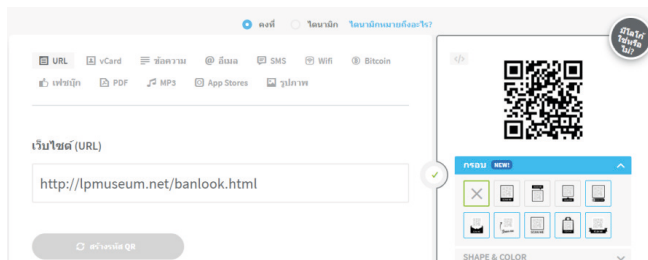 คงที่ ไดนามิก ไดนามิกหมายถึงอะไร?
มีโลโก้
ใช่หรือ
ไม่?
URL vCard ข้อความ @ อีเมล SMS Wifi Bitcoin
เฟซบุ๊ก PDF MP3 App Stores รูปภาพ
</>
เว็บไซต์ (URL)
http://lpmuseum.net/banlook.html
สร้างรหัส QR
กรอบ NEW!
SHAPE & COLOR